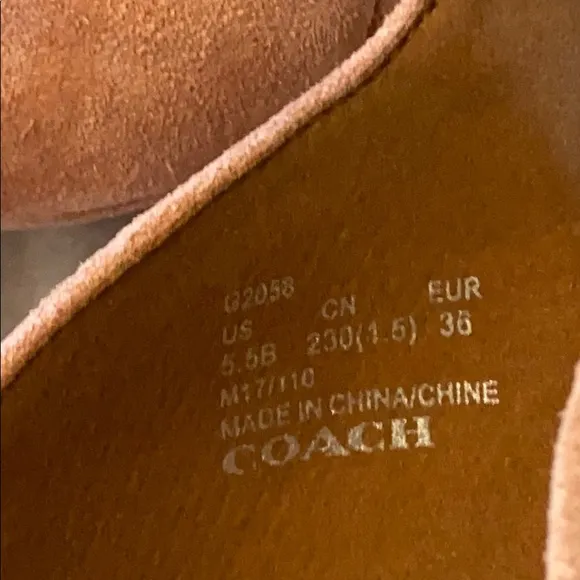 G2058
US CN EUR
5.5B 230(1.5) 36
M17/110
MADE IN CHINA/CHINE
COACH